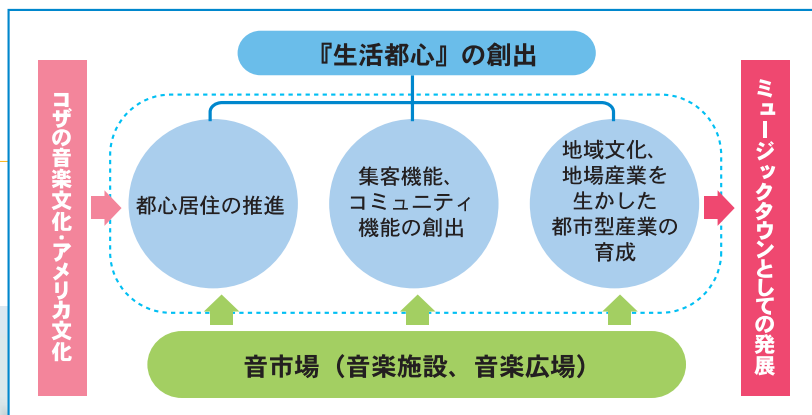 『生活都心』の創出
コザの音楽文化・アメリカ文化
都心居住の推進
集客機能、
コミュニティ
機能の創出
地域文化、
地場産業を
生かした
都市型産業の
育成
ミュージックタウンとしての発展
音市場（音楽施設、音楽広場）